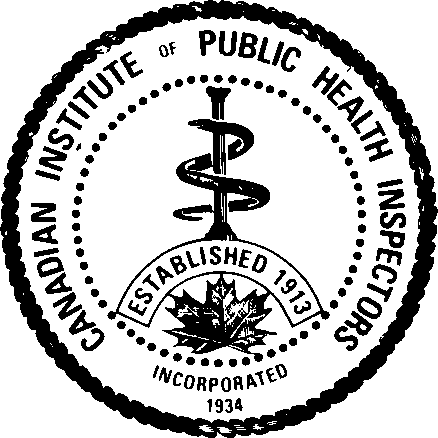 CANADIAN INSTITUTE OF PUBLIC HEALTH INSPECTORS
ESTABLISHED 1913
INCORPORATED
1934